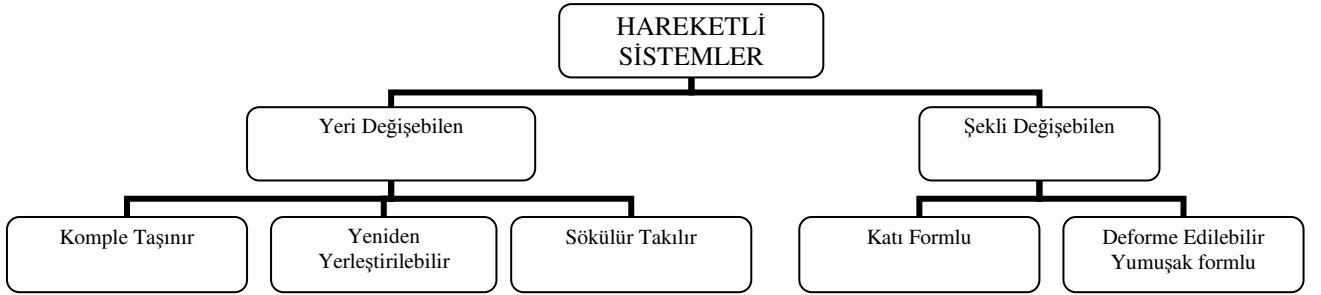 HAREKETLİ
SİSTEMLER
Yeri Değişebilen
Şekli Değişebilen
Komple Taşınır
Yeniden
Yerleştirilebilir
Sökülür Takılır
Katı Formlu
Deforme Edilebilir
Yumuşak formlu